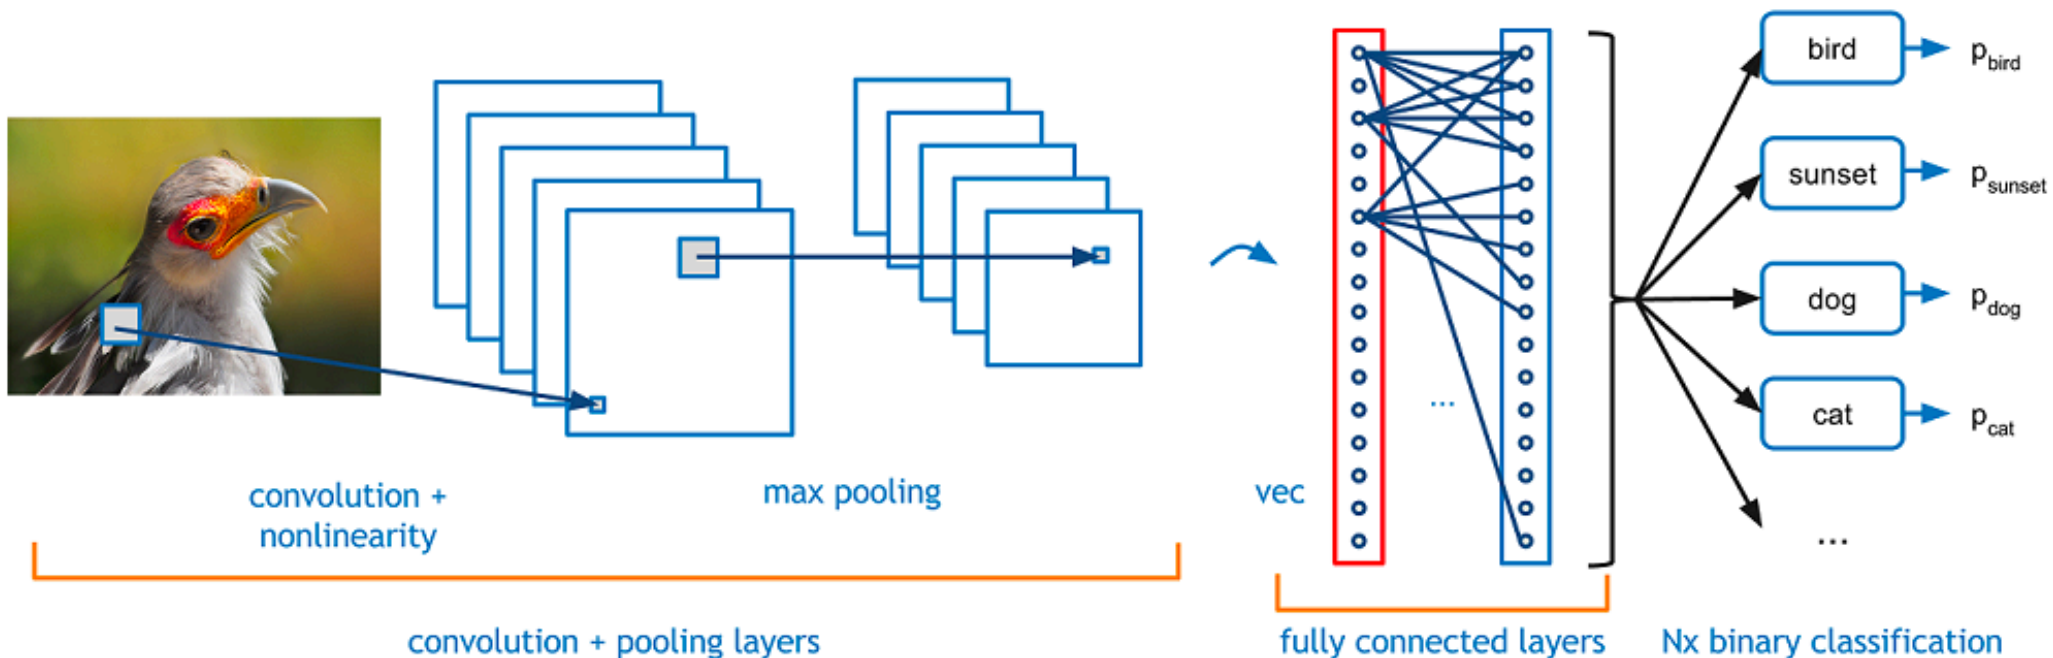 convolution +
nonlinearity
max pooling
vec
convolution + pooling layers
fully connected layers
Nx binary classification
...
bird
p_bird
sunset
p_sunset
dog
p_dog
cat
p_cat
...